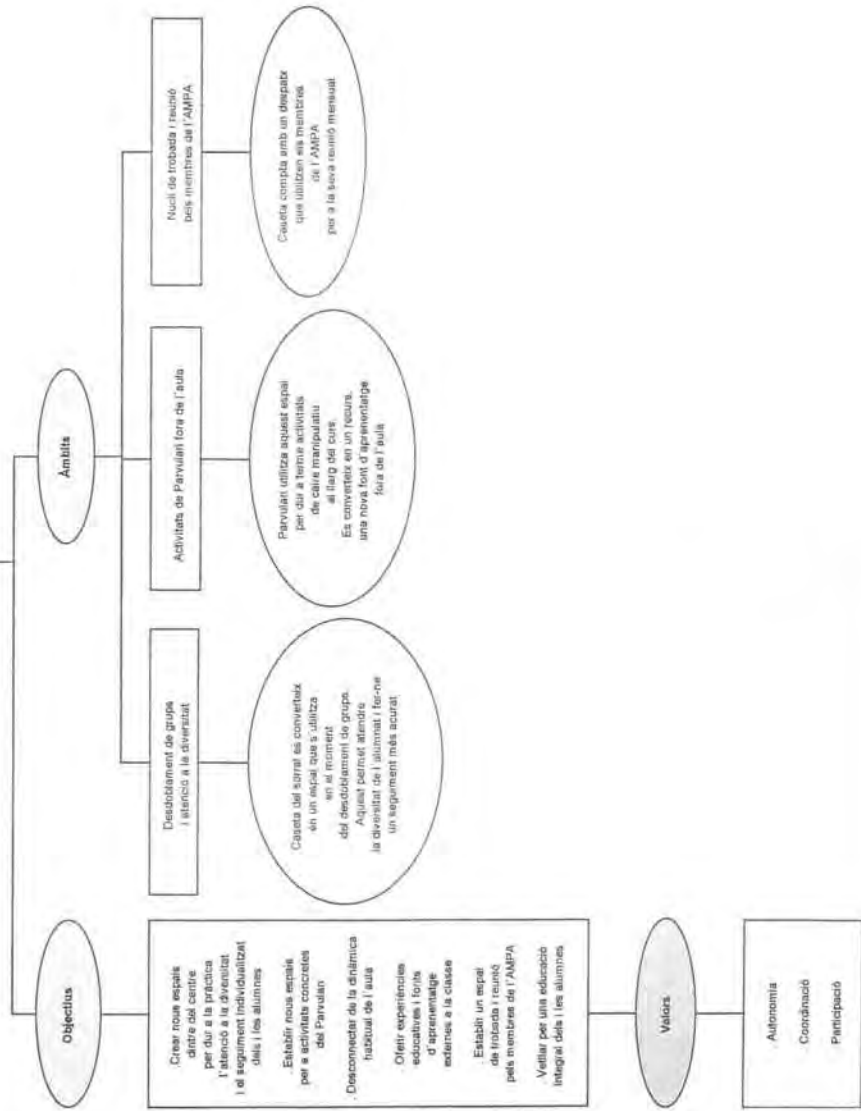 Objectius
. Crear nous espais
dintre del centre
per dur a la pràctica
l'atenció a la diversitat
i el seguiment individualitzat
dels i les alumnes
. Establir nous espais
per a activitats concretes
del Parvulari
. Desconnectar de la dinàmica
habitual de l'aula
. Oferir experiències
educatives i fonts
d'aprenentatge
externes a la classe
. Establir un espai
de trobada i reunió
pels membres de l'AMPA
. Vetllar per una educació
integral dels i les alumnes
Valors
Autonomia
Coordinació
Participació
Àmbits
Desdoblament de grups
i atenció a la diversitat
Caseta del sorral es converteix
en un espai que s'utilitza
en el moment
del desdoblament de grups.
Aquest permet atendre
la diversitat de l'alumnat i fer-ne
un seguiment més acurat
Activitats de Parvulari fora de l'aula
Parvulari utilitza aquest espai
per dur a terme activitats
de caire manipulatiu
al llarg del curs.
Es converteix en un recurs,
una nova font d'aprenentatge
fora de l'aula
Nucli de trobada i reunió
pels membres de l'AMPA
Caseta compta amb un despatx
que utilitzen els membres
de l'AMPA
per a la seva reunió mensual